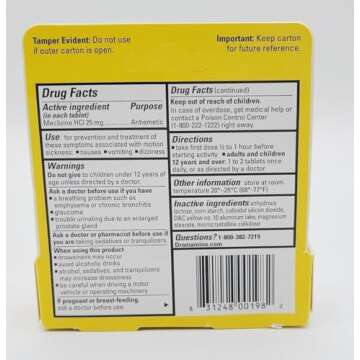 Tamper Evident: Do not use
if outer carton is open.
Important: Keep carton
for future reference.
Drug Facts
Active ingredient Purpose
(in each tablet)
Meclizine HCl 25 mg ..... Antiemetic
Use for prevention and treatment of
these symptoms associated with motion
sickness: ■ nausea ■ vomiting ■ dizziness
Warnings
Do not give to children under 12 years of
age unless directed by a doctor.
Ask a doctor before use if you have
■ a breathing problem such as
emphysema or chronic bronchitis
■ glaucoma
■ trouble urinating due to an enlarged
prostate gland
Ask a doctor or pharmacist before use if
you are taking sedatives or tranquilizers.
When using this product
■ drowsiness may occur
■ avoid alcoholic drinks
■ alcohol, sedatives, and tranquilizers
may increase drowsiness
■ be careful when driving a motor
vehicle or operating machinery
If pregnant or breast-feeding,
ask a doctor before use.
Drug Facts (continued)
Keep out of reach of children.
In case of overdose, get medical help or
contact a Poison Control Center
(1-800-222-1222) right away.
Directions
■ take first dose ½ to 1 hour before
starting activity ■ adults and children
12 years and over: 1 to 2 tablets once
daily, or as directed by a doctor
Other information store at room
temperature 20°-25°C (68°-77°F)
Inactive ingredients anhydrous
lactose, corn starch, colloidal silicon dioxide,
D&C yellow no. 10 aluminum lake, magnesium
stearate, microcrystalline cellulose
Questions? 1-800-382-7219
Dramamine.com
8 31248 00198 2